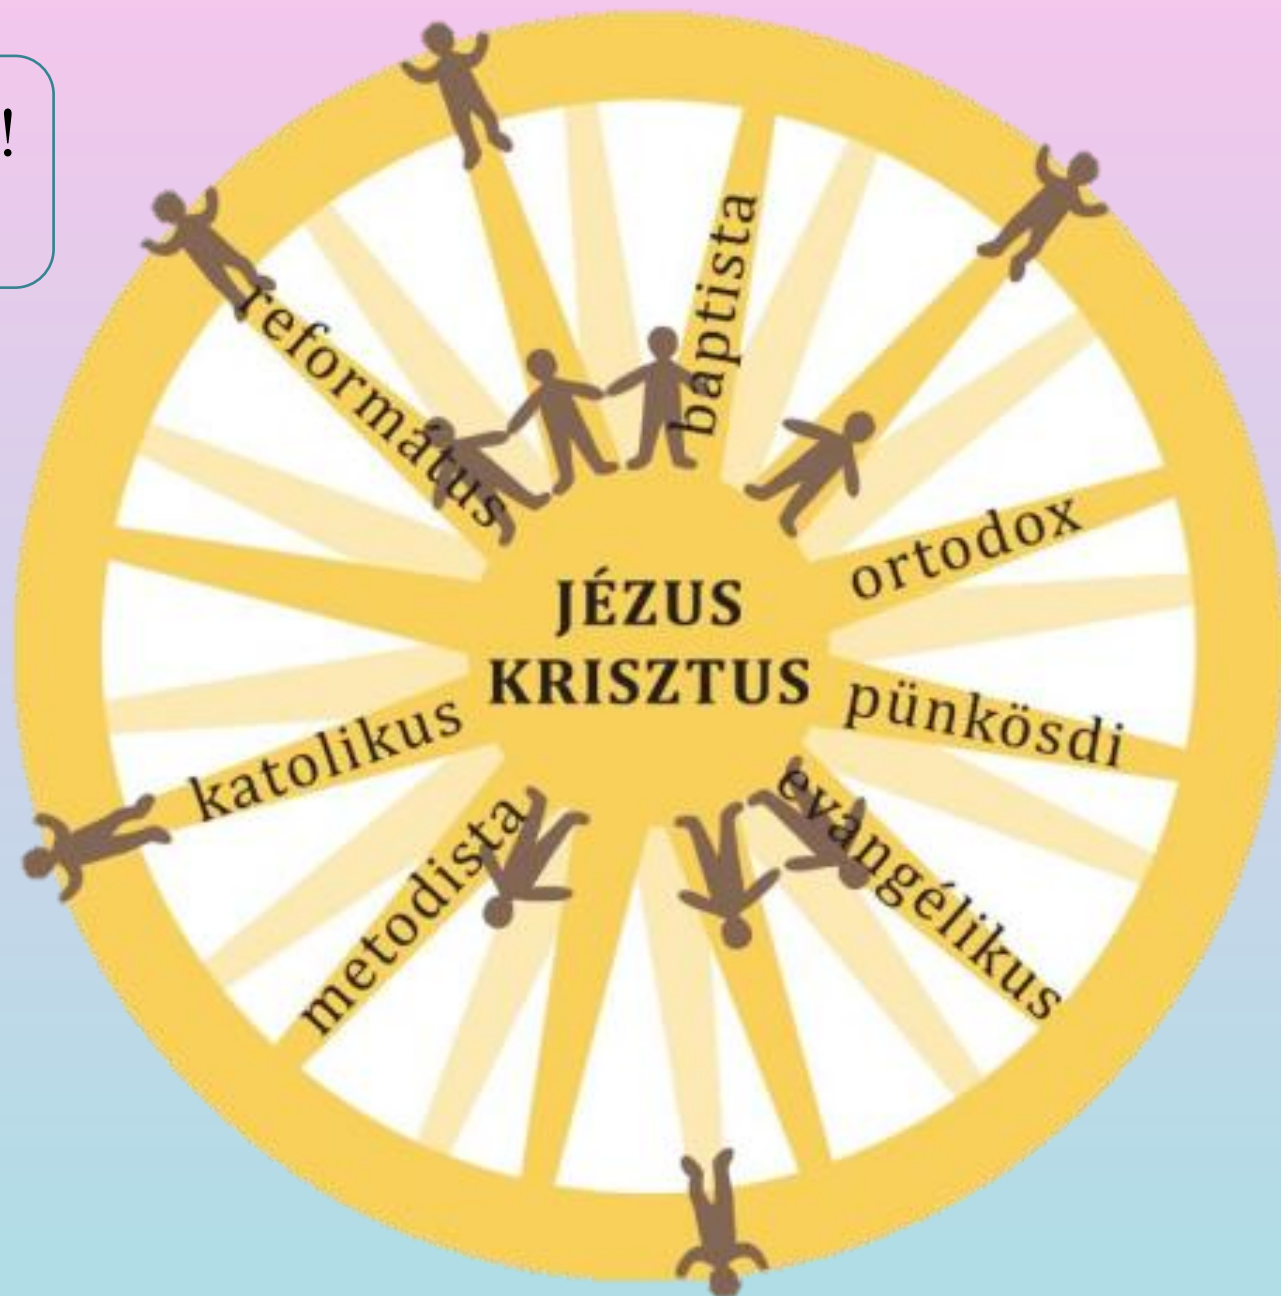 !
baptista
református
ortodox
JÉZUS
KRISZTUS
pünkösdi
katolikus
evangélikus
metodista